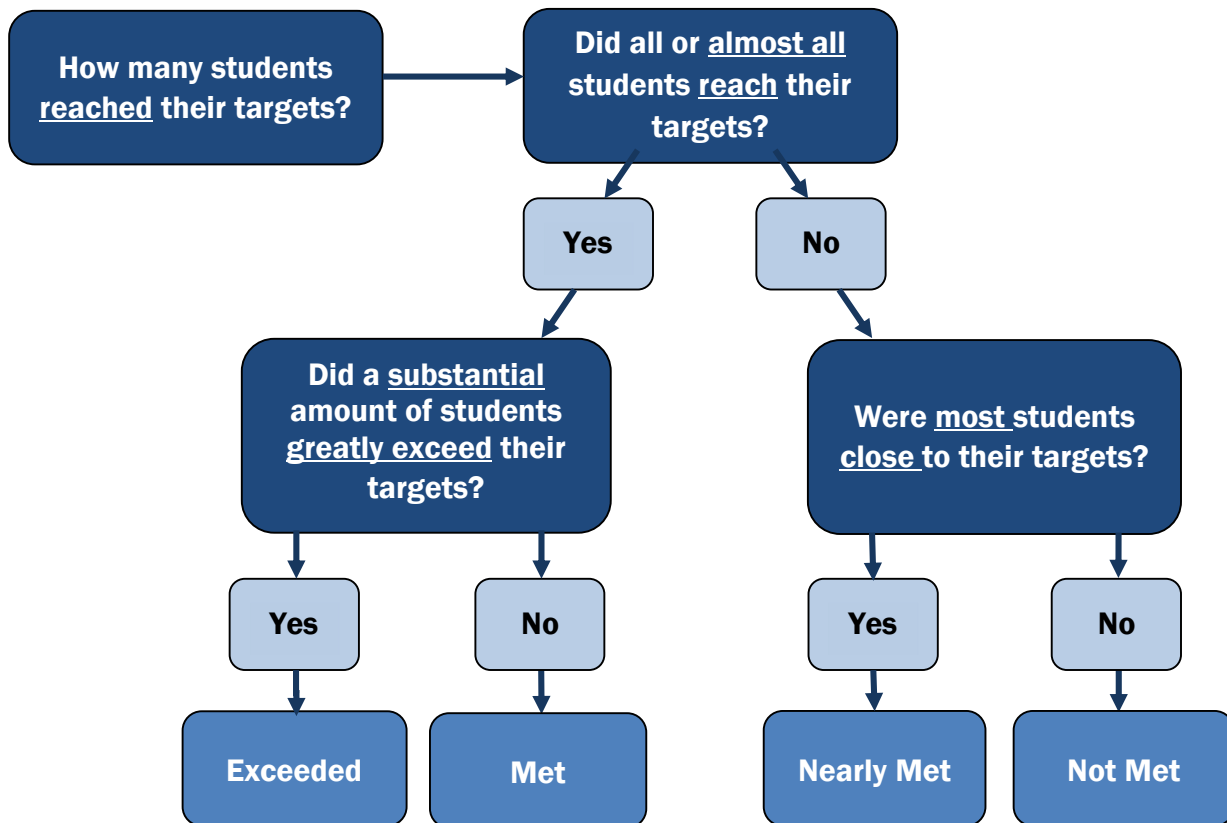 How many students
reached their targets?
Did all or almost all
students reach their
targets?
Yes
No
Did a substantial
amount of students
greatly exceed their
targets?
Were most students
close to their targets?
Yes
No
Yes
No
Exceeded
Met
Nearly Met
Not Met